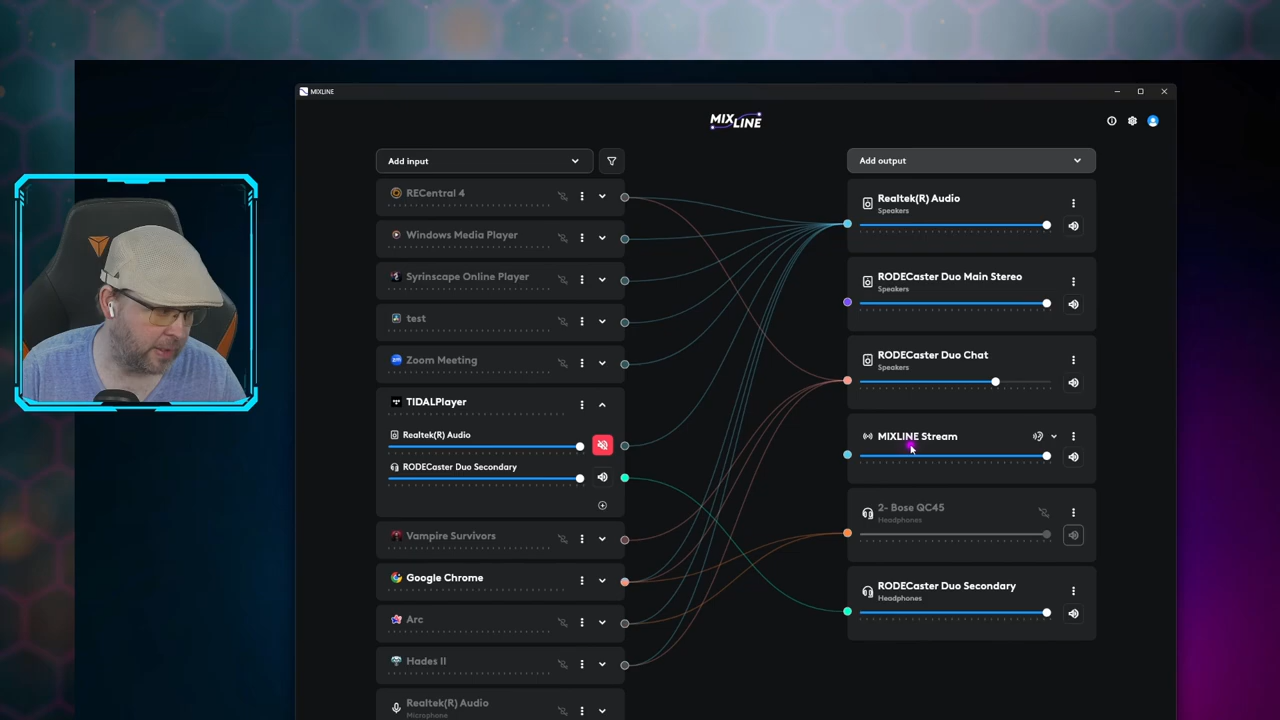 MIXLINE
MIXLINE
Add input
RECentral 4
Windows Media Player
Syrinscape Online Player
test
zm
Zoom Meeting
TIDALPlayer
Realtek(R) Audio
RODECaster Duo Secondary
Vampire Survivors
Google Chrome
Arc
Hades II
Realtek(R) Audio
Microphone
Add output
Realtek(R) Audio
Speakers
RODECaster Duo Main Stereo
Speakers
RODECaster Duo Chat
Speakers
MIXLINE Stream
2- Bose QC45
Headphones
RODECaster Duo Secondary
Headphones